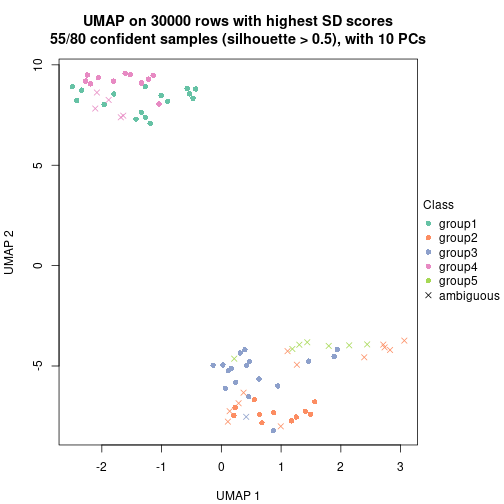 UMAP on 30000 rows with highest SD scores
55/80 confident samples (silhouette > 0.5), with 10 PCs
10
5
0
-5
UMAP 2
-2
-1
0
1
2
3
UMAP 1
Class
group1
group2
group3
group4
group5
ambiguous